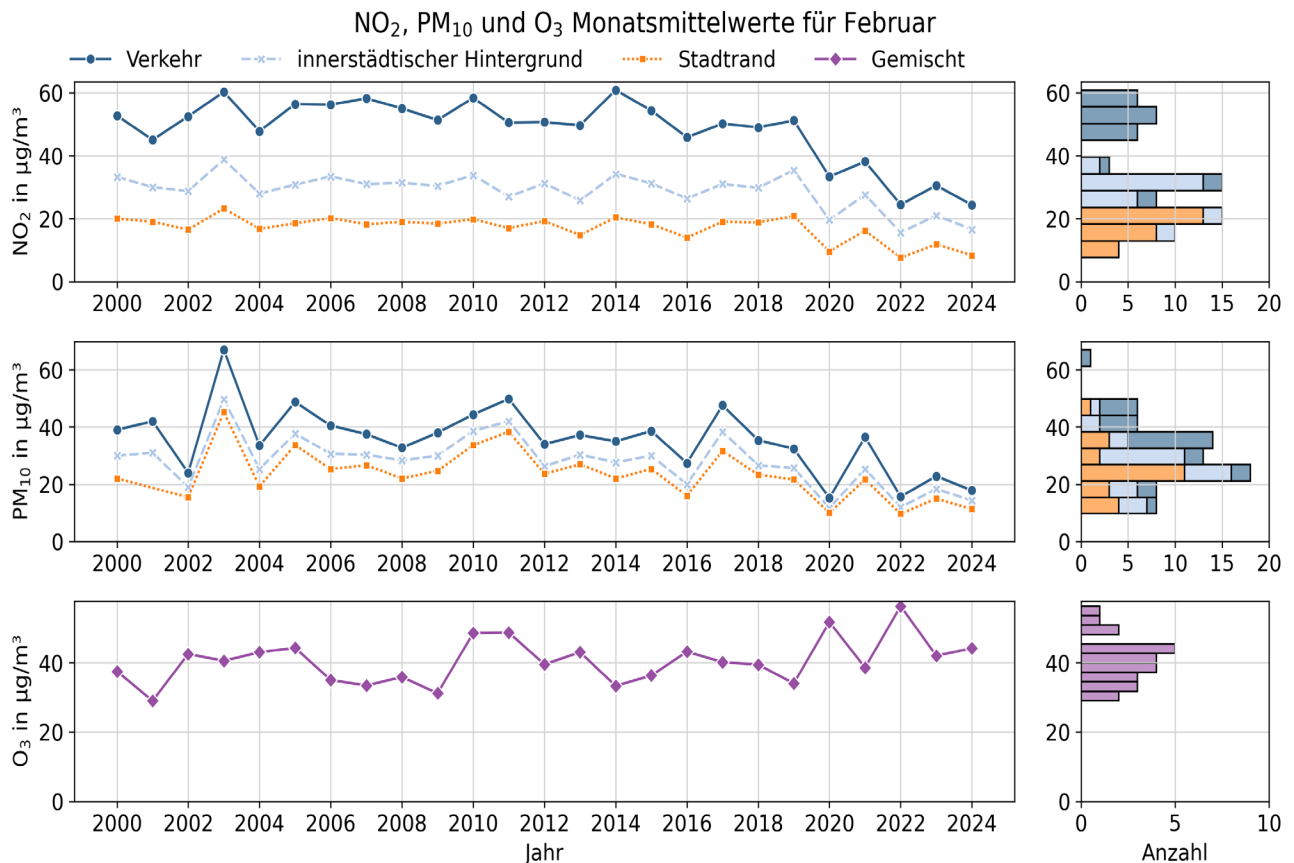 NO₂, PM₁₀ und O₃ Monatsmittelwerte für Februar
Verkehr innerstädtischer Hintergrund Stadtrand Gemischt
NO₂ in µg/m³
60
40
20
0
2000 2002 2004 2006 2008 2010 2012 2014 2016 2018 2020 2022 2024
60
40
20
0
0 5 10 15 20
PM₁₀ in µg/m³
60
40
20
0
2000 2002 2004 2006 2008 2010 2012 2014 2016 2018 2020 2022 2024
60
40
20
0
0 5 10 15 20
O₃ in µg/m³
40
20
0
2000 2002 2004 2006 2008 2010 2012 2014 2016 2018 2020 2022 2024
Jahr
40
20
0
0 5 10
Anzahl